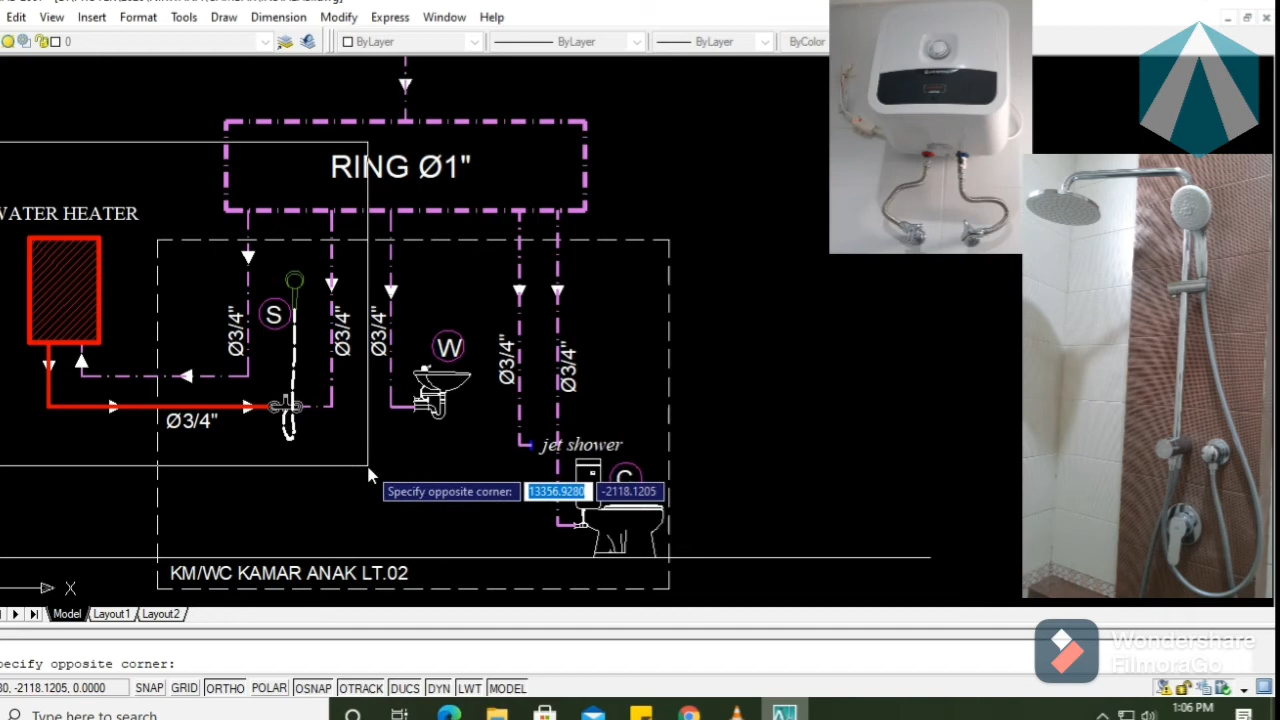 Edit View Insert Format Tools Draw Dimension Modify Express Window Help
0 ByLayer ByLayer ByLayer ByColor
RING Ø1"
WATER HEATER
S
Ø3/4"
Ø3/4"
Ø3/4"
W
Ø3/4"
Ø3/4"
Ø3/4"
jet shower
C
Specify opposite corner: 13356.9280 -2118.1205
KM/WC KAMAR ANAK LT.02
X
Model Layout1 Layout2
pecify opposite corner:
80, -2118.1205, 0.0000 SNAP GRID ORTHO POLAR OSNAP OTRACK DUCS DYN LWT MODEL
Wondershare
FilmoraGo
Type here to search
1:06 PM